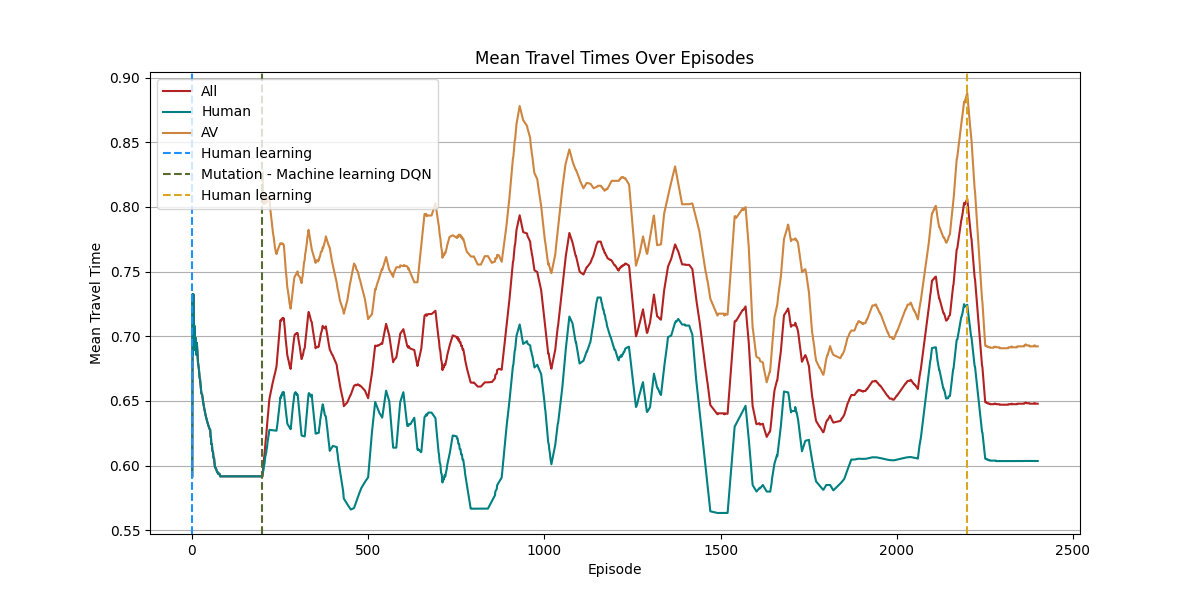 Mean Travel Times Over Episodes
0.90
0.85
0.80
0.75
0.70
0.65
0.60
0.55
Mean Travel Time
All
Human
AV
Human learning
Mutation - Machine learning DQN
Human learning
0
500
1000
1500
2000
2500
Episode